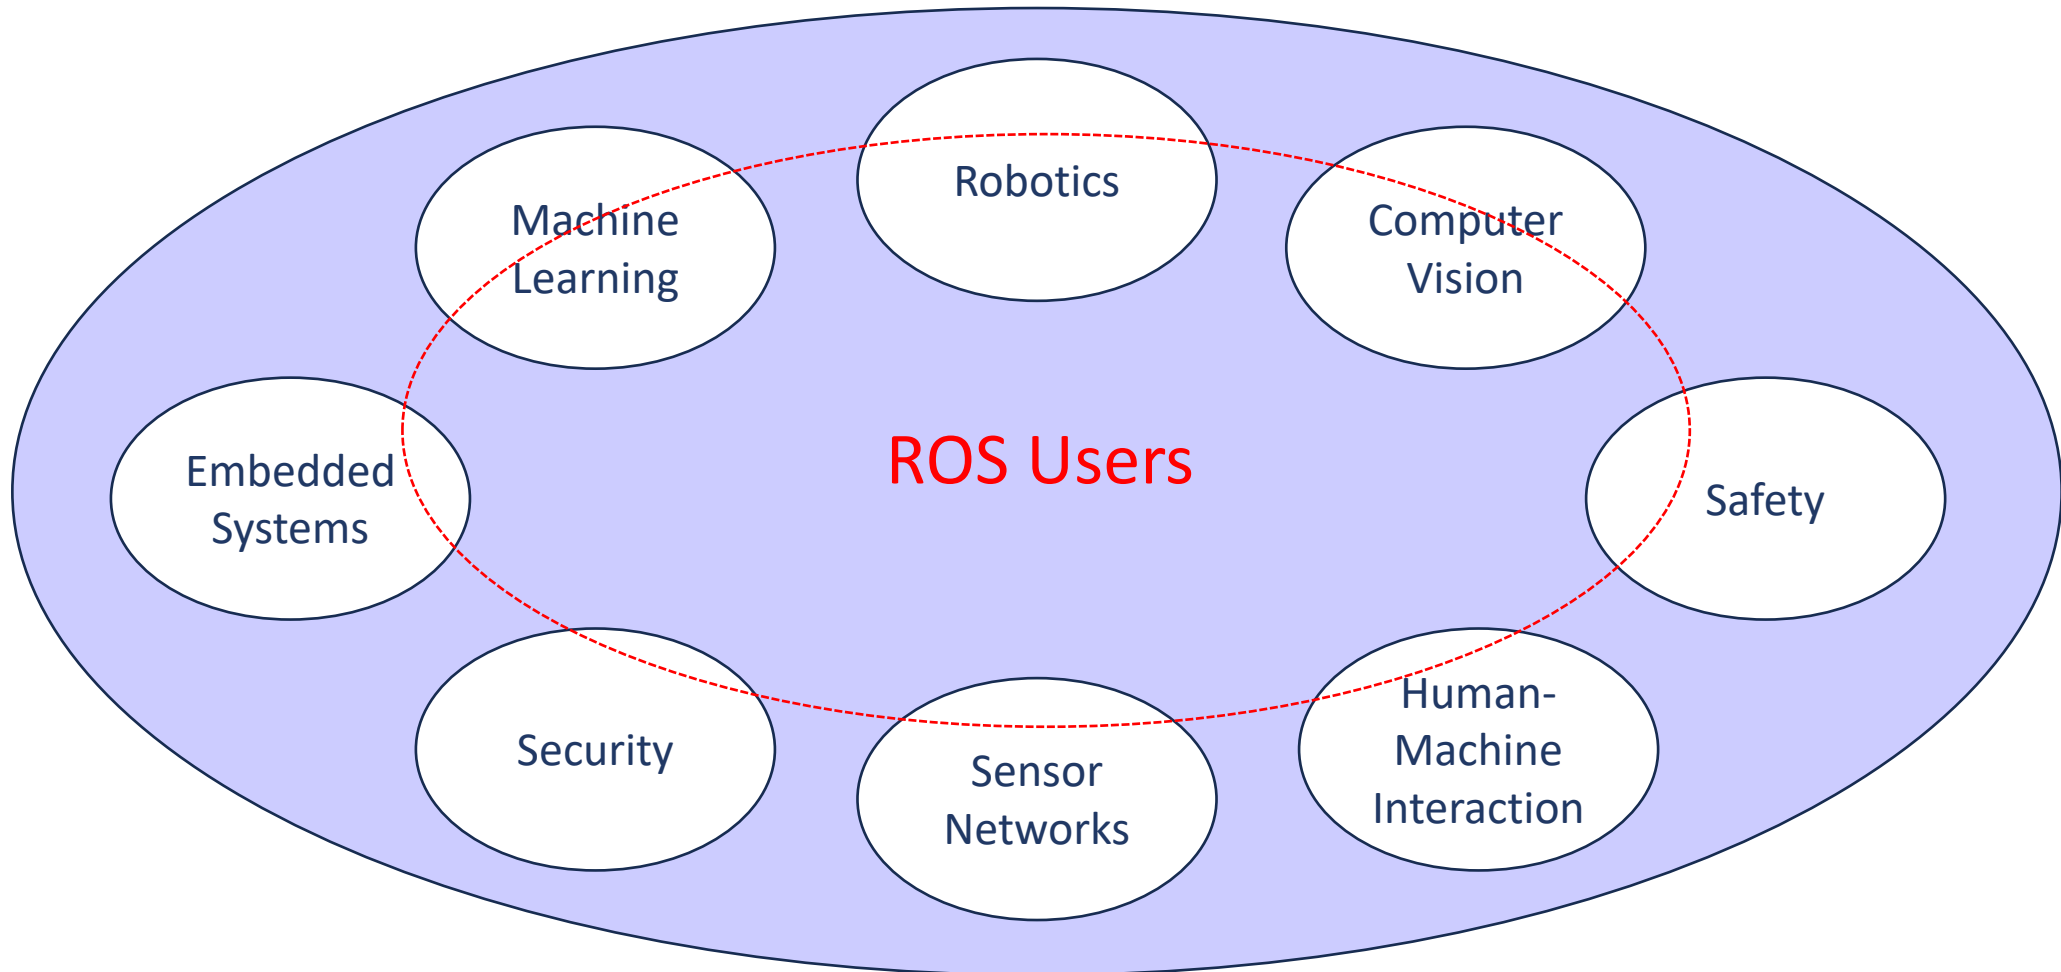 Robotics
Machine
Learning
Computer
Vision
ROS Users
Embedded
Systems
Safety
Security
Sensor
Networks
Human-
Machine
Interaction